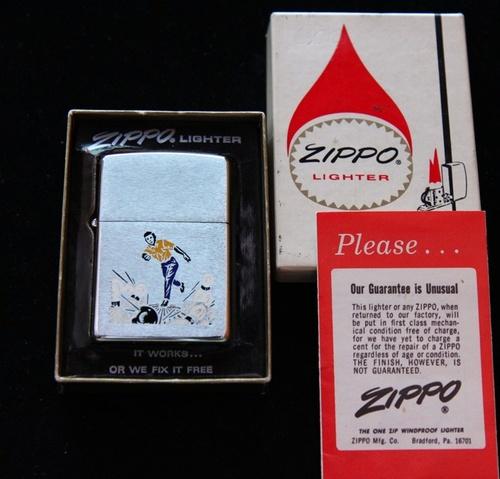 ZIPPO® LIGHTER
IT WORKS...
OR WE FIX IT FREE
ZIPPO®
LIGHTER
Please...
Our Guarantee is Unusual
This lighter or any ZIPPO, when
returned to our factory, will
be put in first class mechan-
ical condition free of charge,
for we have yet to charge a
cent for the repair of a ZIPPO
regardless of age or condition.
THE FINISH, HOWEVER, IS
NOT GUARANTEED.
ZIPPO®
THE ONE ZIP WINDPROOF LIGHTER
ZIPPO Mfg. Co. Bradford, Pa. 16701